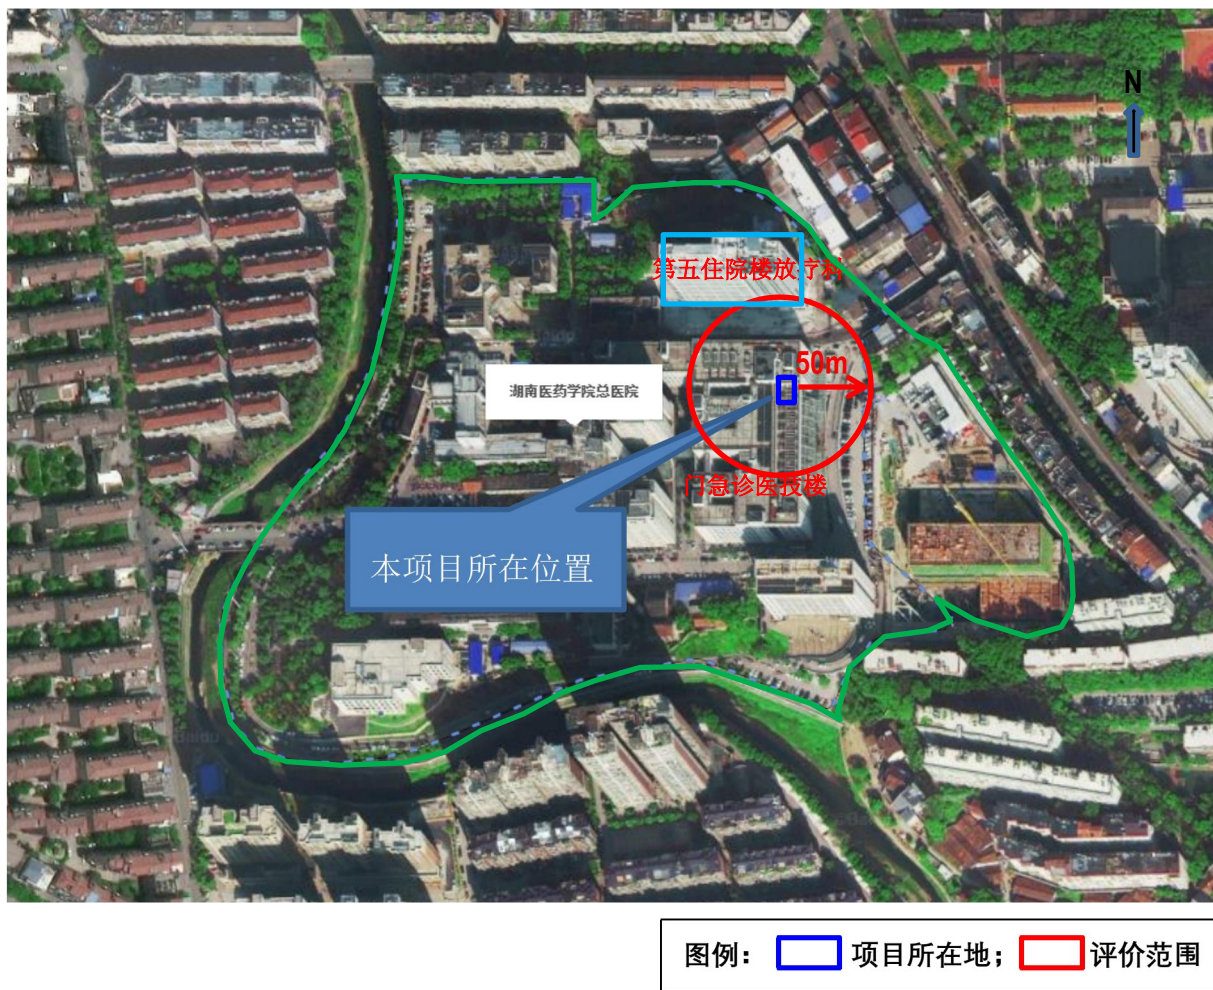 N
第五住院楼放疗科
50m
湖南医药学院总医院
门急诊医技楼
本项目所在位置
Baidu
图例： 项目所在地； 评价范围